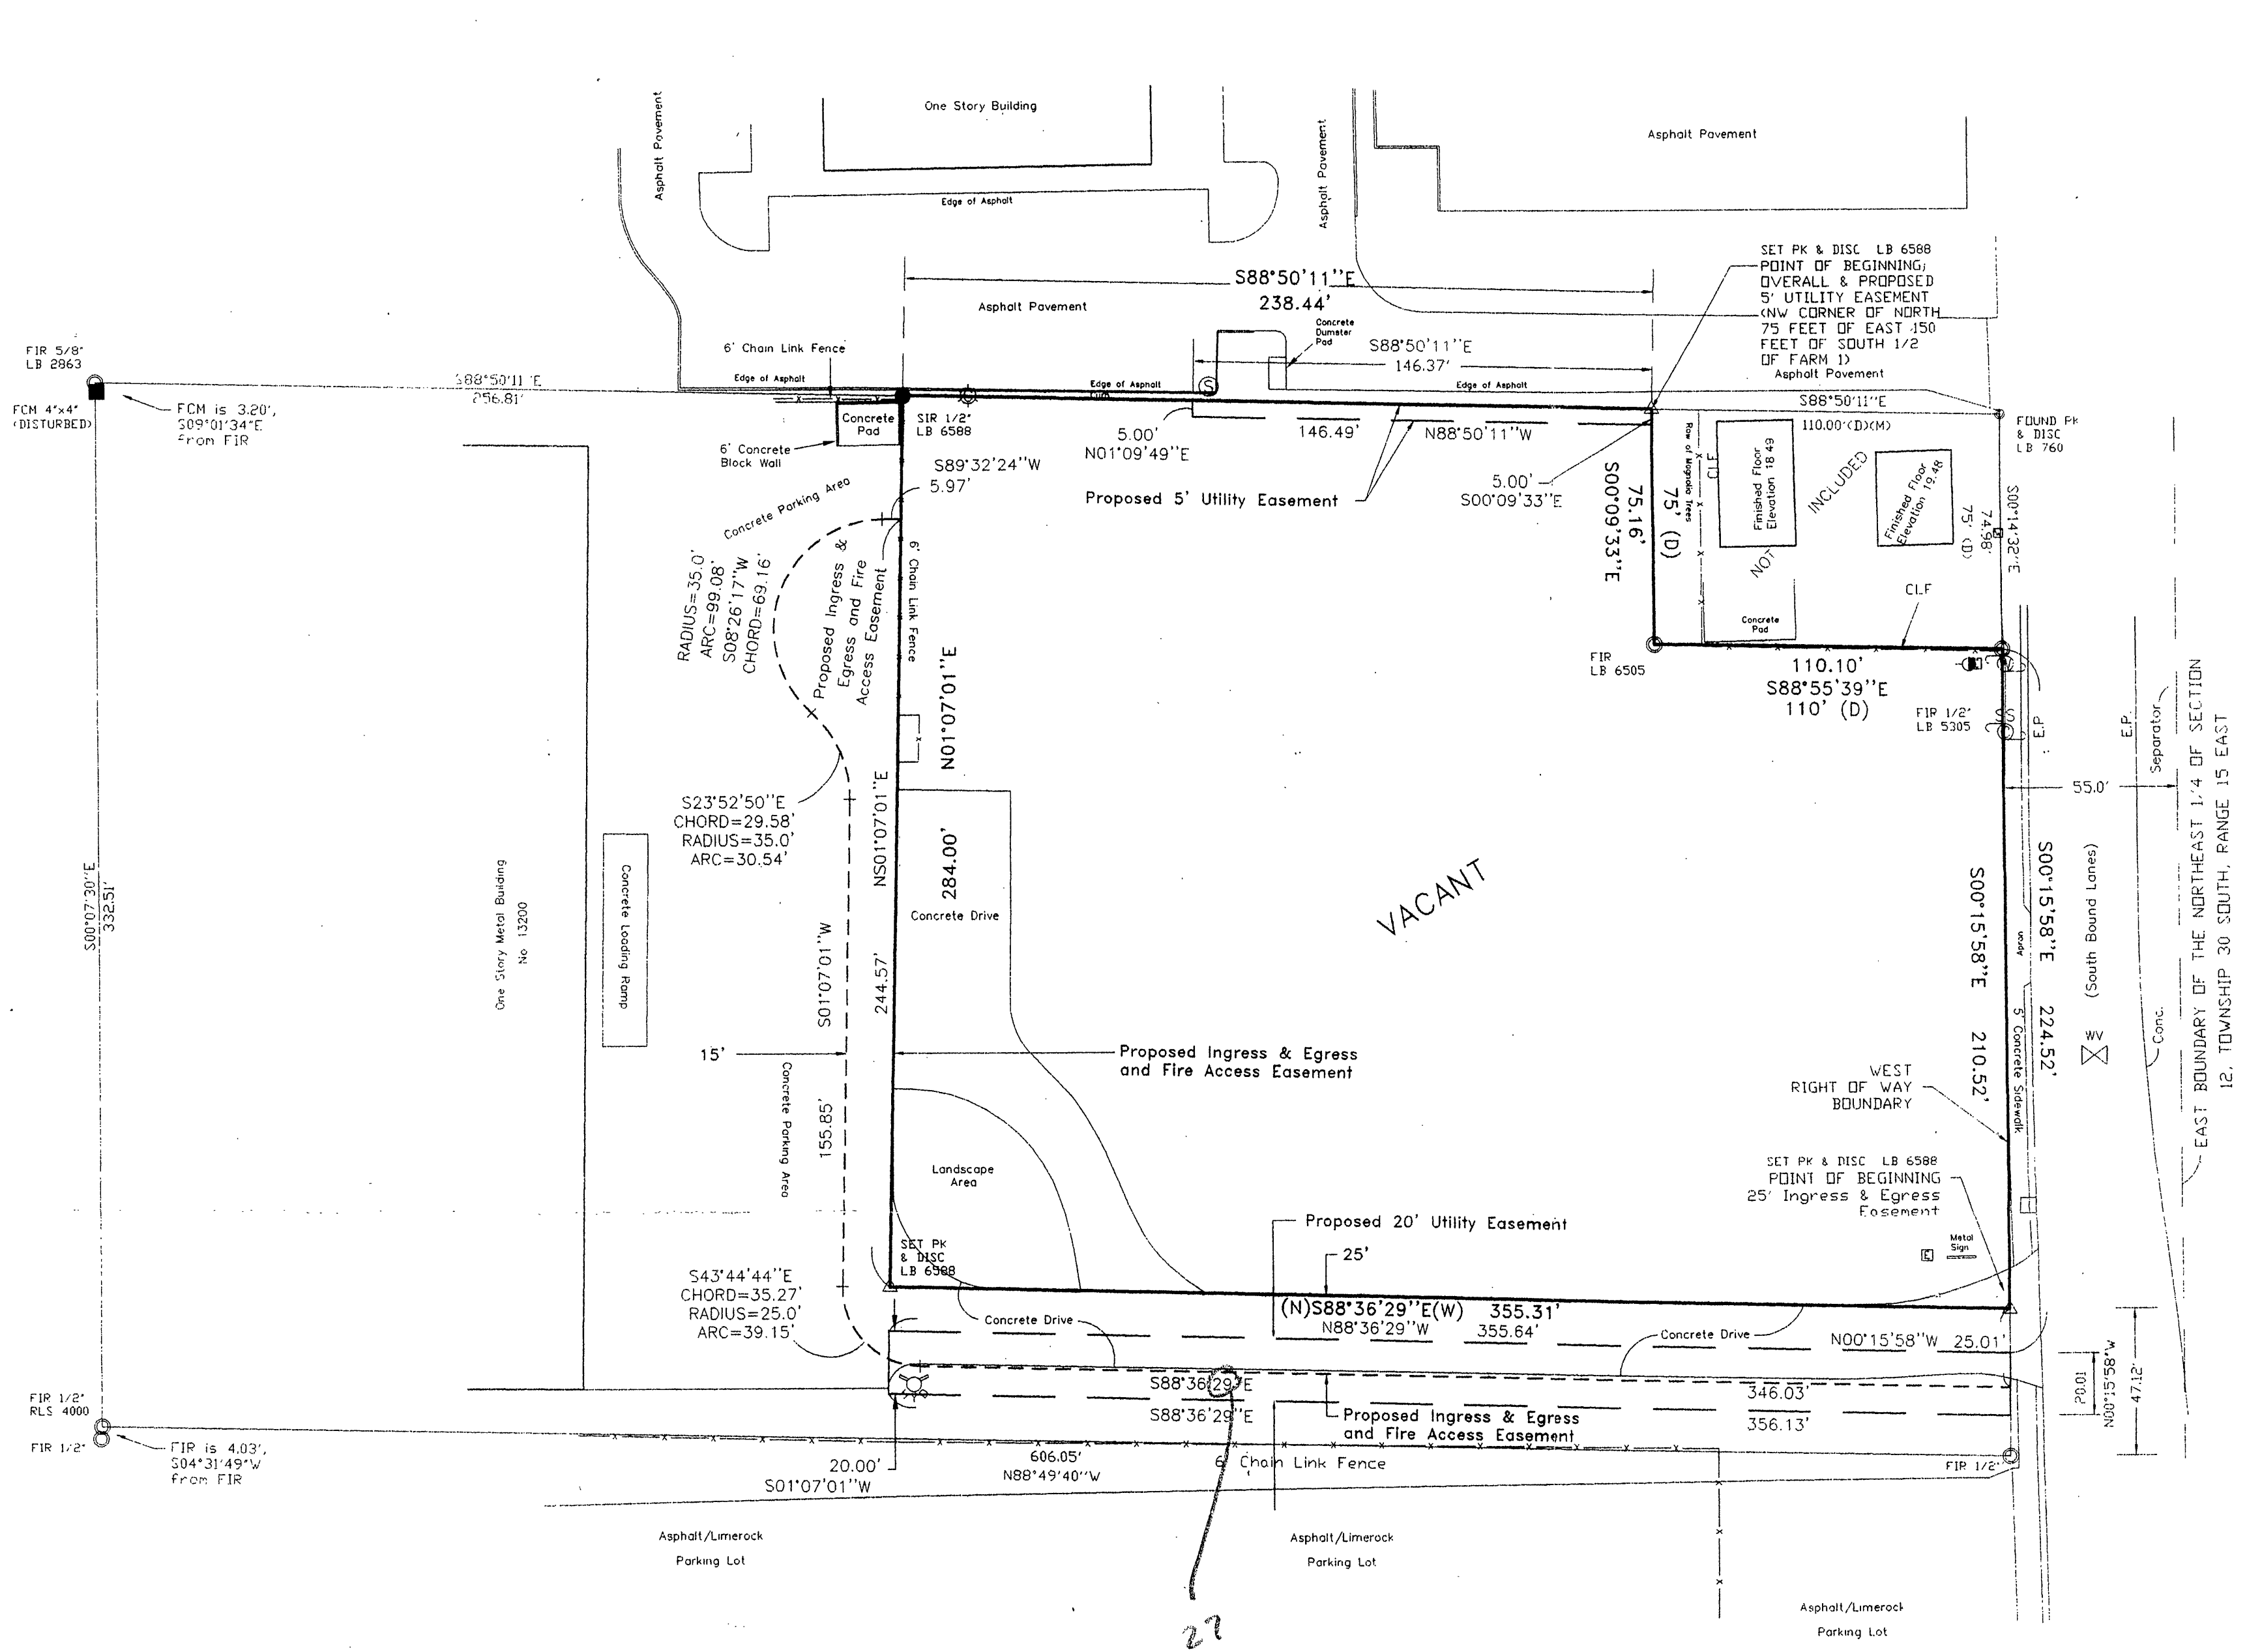 One Story Building
Asphalt Pavement
Asphalt Pavement
Asphalt Pavement
Edge of Asphalt
SET PK & DISC LB 6588
POINT OF BEGINNING;
OVERALL & PROPOSED
5' UTILITY EASEMENT
(NW CORNER OF NORTH
75 FEET OF EAST 150
FEET OF SOUTH 1/2
OF FARM 1)
Asphalt Pavement
S88°50'11''E
238.44'
Asphalt Pavement
Concrete
Dumster
Pad
S88°50'11''E
146.37'
6' Chain Link Fence
FIR 5/8"
LB 2863
S88°50'11''E
256.81'
Edge of Asphalt
Edge of Asphalt
Edge of Asphalt
S
S88°50'11''E
110.00'(D)(M)
FCM 4"x4"
(DISTURBED)
FCM is 3.20',
S09°01'34"E
from FIR
Concrete
Pad
SIR 1/2"
LB 6588
6' Concrete
Block Wall
5.00'
N01°09'49''E
146.49'
N88°50'11''W
FOUND PK
& DISC
LB 760
S89°32'24''W
5.97'
Proposed 5' Utility Easement
5.00'
S00°09'33''E
75.16'
S00°09'33''E
75' (D)
Row of Magnolia Trees
CLF
Finished Floor
Elevation 18.49
NOT
INCLUDED
Finished Floor
Elevation 19.48
75' (D)
74.98'
S00°14'32''E
Concrete Parking Area
RADIUS=35.0'
ARC=99.08'
S08°26'17''W
CHORD=69.16'
Proposed Ingress &
Egress and Fire
Access Easement
6' Chain Link Fence
N01°07'01''E
284.00'
CLF
Concrete
Pad
FIR
LB 6505
110.10'
S88°55'39''E
110' (D)
FIR 1/2"
LB 5305
E.P
E.P.
Separator
55.0'
EAST BOUNDARY OF THE NORTHEAST 1/4 OF SECTION
12, TOWNSHIP 30 SOUTH, RANGE 15 EAST
S23°52'50''E
CHORD=29.58'
RADIUS=35.0'
ARC=30.54'
NS01°07'01''E
244.57'
S00°07'30''E
332.51'
One Story Metal Building
No 13200
Concrete Loading Ramp
S01°07'01''W
155.85'
Concrete Drive
VACANT
S00°15'58''E 210.52'
S00°15'58''E 224.52'
Apron
5' Concrete Sidewalk
(South Bound Lanes)
WV
Conc.
15'
Concrete Parking Area
Proposed Ingress & Egress
and Fire Access Easement
WEST
RIGHT OF WAY
BOUNDARY
SET PK & DISC LB 6588
POINT OF BEGINNING
25' Ingress & Egress
Easement
Landscape
Area
Proposed 20' Utility Easement
25'
E
Metal
Sign
SET PK
& DISC
LB 6588
S43°44'44''E
CHORD=35.27'
RADIUS=25.0'
ARC=39.15'
(N)S88°36'29''E(W) 355.31'
N88°36'29''W 355.64'
Concrete Drive
Concrete Drive
N00°15'58''W 25.01'
S88°36'29''E
346.03'
S88°36'29''E
356.13'
Proposed Ingress & Egress
and Fire Access Easement
20.01
N00°15'58''W
47.12'
FIR 1/2"
RLS 4000
FIR 1/2"
FIR is 4.03',
S04°31'49"W
from FIR
20.00'
S01°07'01''W
606.05'
N88°49'40''W
6' Chain Link Fence
FIR 1/2"
Asphalt/Limerock
Parking Lot
Asphalt/Limerock
Parking Lot
Asphalt/Limerock
Parking Lot